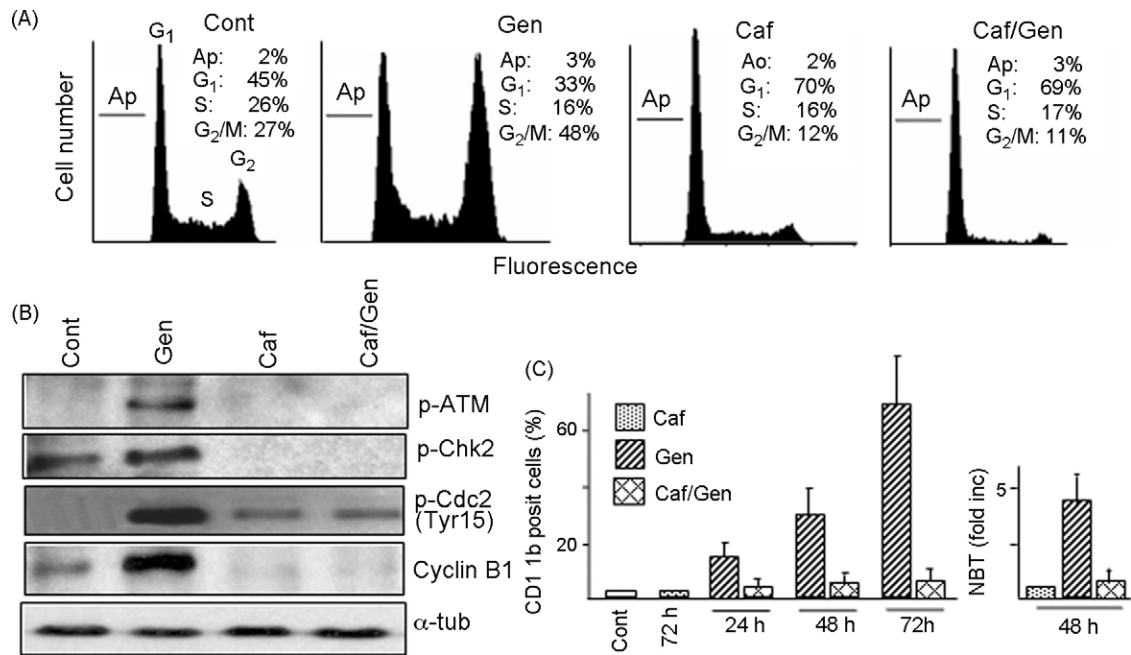 (A)
G1
Cont
Ap: 2%
G1: 45%
S: 26%
G2/M: 27%
Ap
S
G2
Gen
Ap: 3%
G1: 33%
S: 16%
G2/M: 48%
Ap
Caf
Ao: 2%
G1: 70%
S: 16%
G2/M: 12%
Ap
Caf/Gen
Ap: 3%
G1: 69%
S: 17%
G2/M: 11%
Ap
Cell number
Fluorescence
(B)
Cont
Gen
Caf
Caf/Gen
p-ATM
p-Chk2
p-Cdc2
(Tyr15)
Cyclin B1
α-tub
(C)
CD1 1b posit cells (%)
60
20
Caf
Gen
Caf/Gen
Cont
72 h
24 h
48 h
72h
NBT (fold inc)
5
48 h